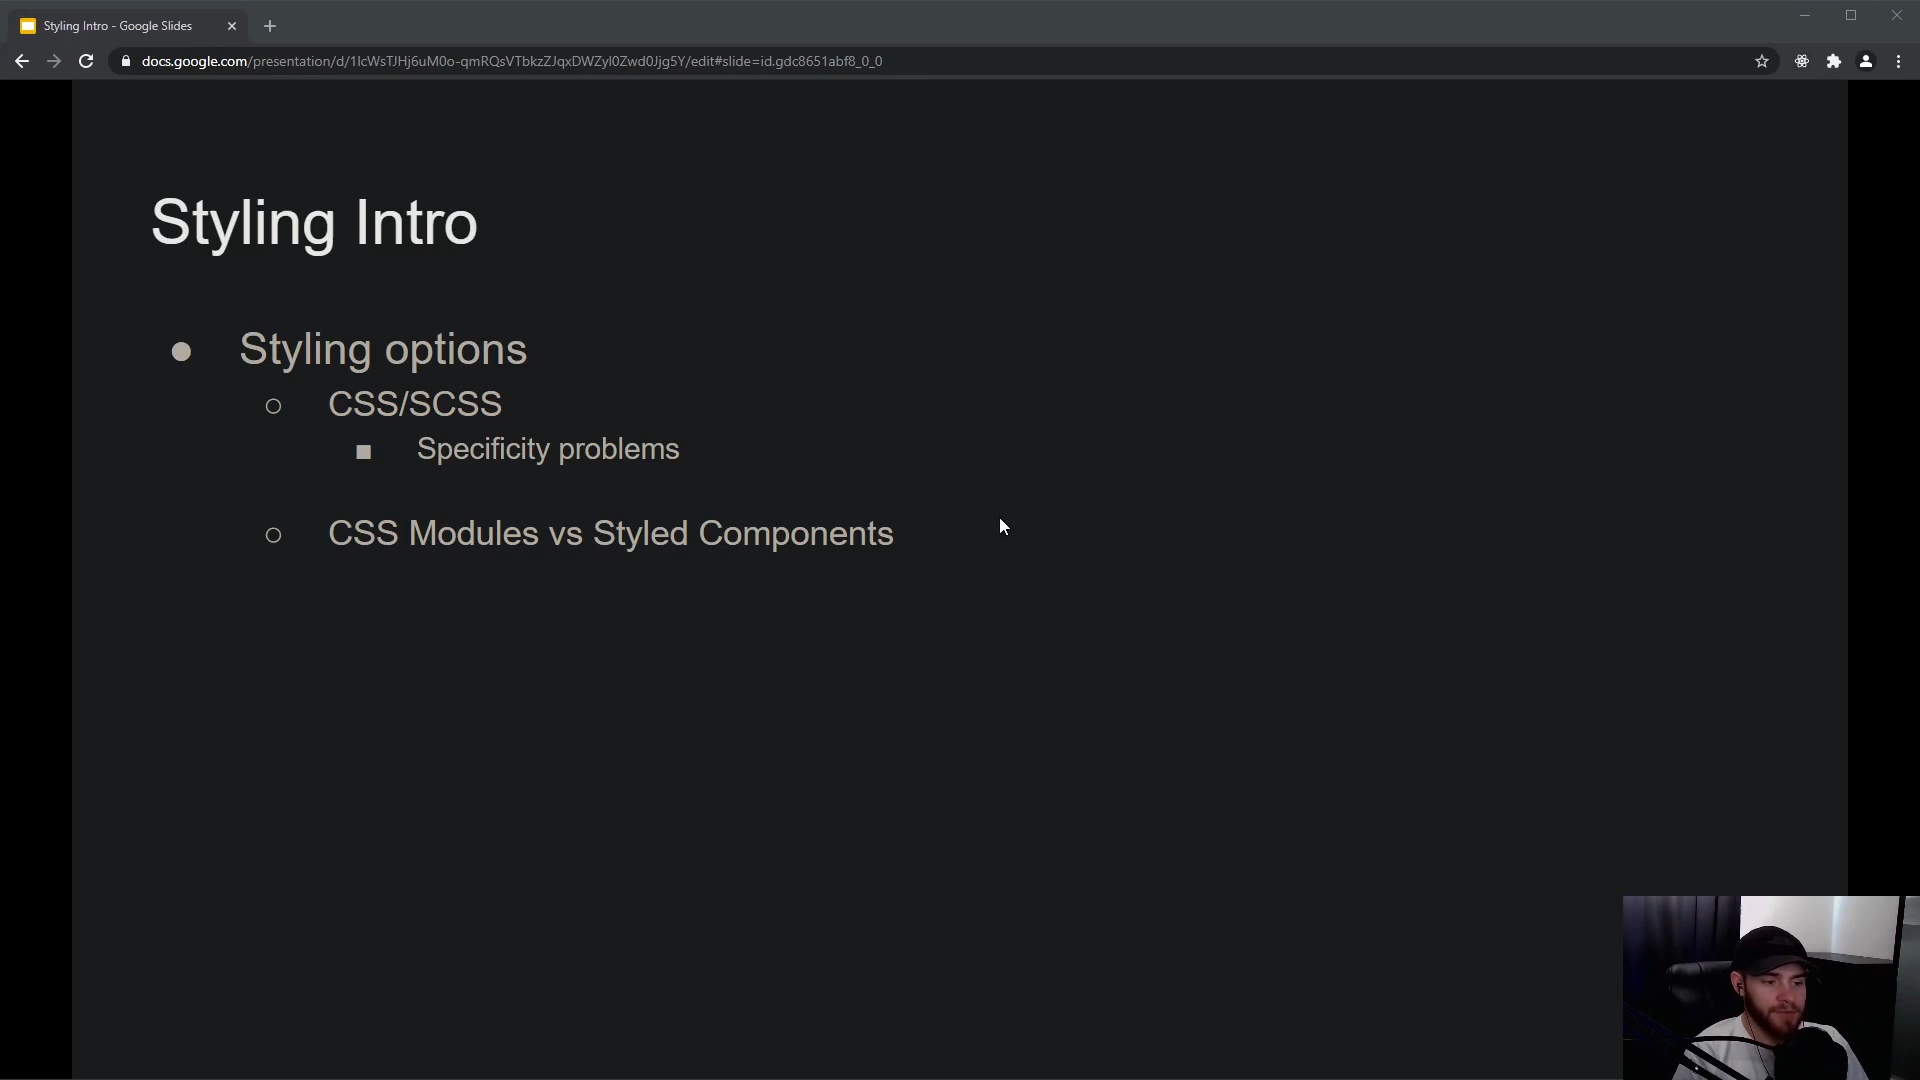 Styling Intro - Google Slides
docs.google.com/presentation/d/1IcWsTJHj6uM0o-qmRQsVTbkzZJqxDWZyl0Zwd0Jjg5Y/edit#slide=id.gdc8651abf8_0_0
Styling Intro
Styling options
CSS/SCSS
Specificity problems
CSS Modules vs Styled Components